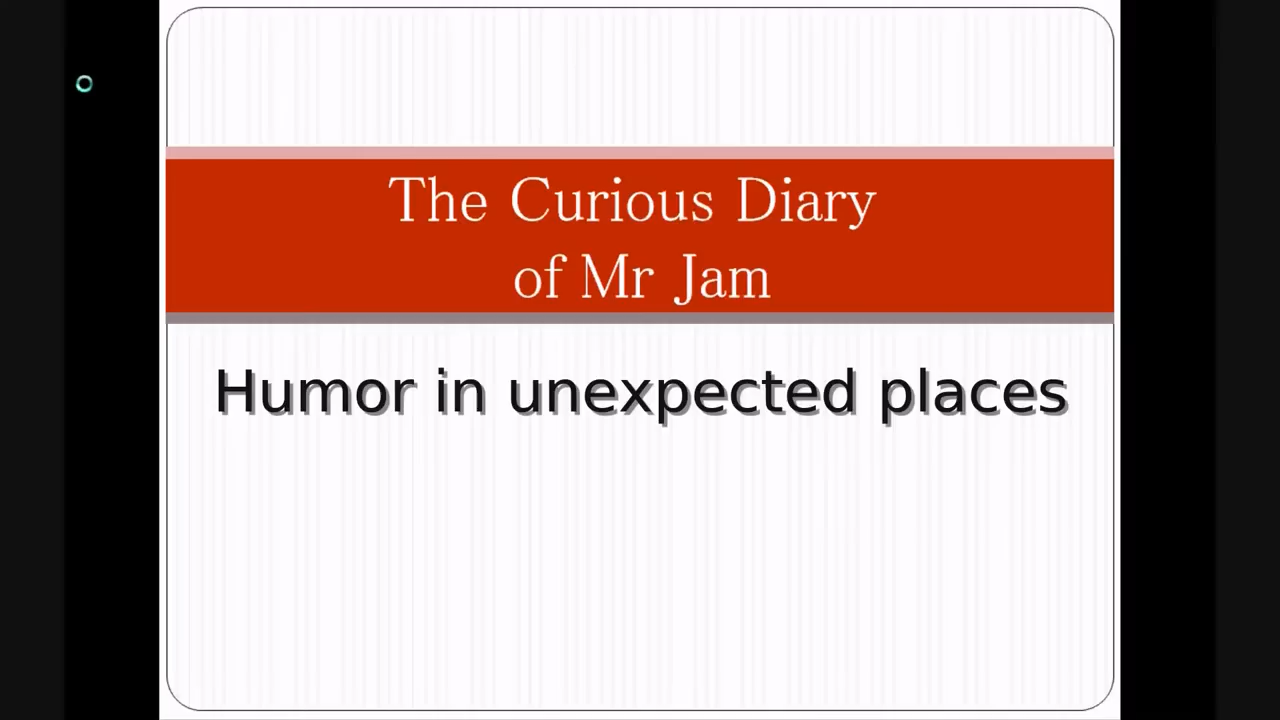 The Curious Diary
of Mr Jam
Humor in unexpected places